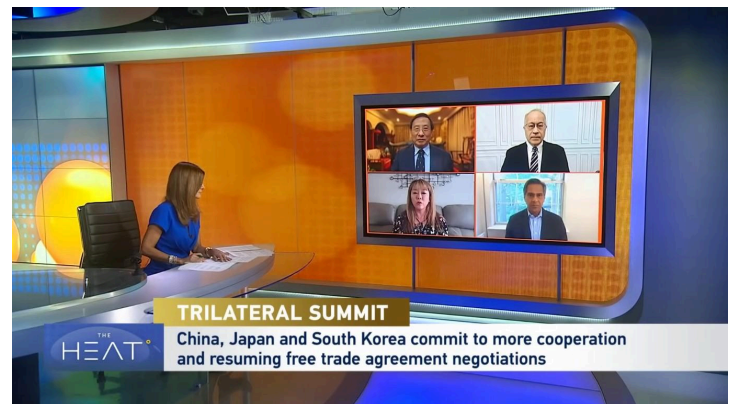 TRILATERAL SUMMIT
THE
HEAT
China, Japan and South Korea commit to more cooperation
and resuming free trade agreement negotiations